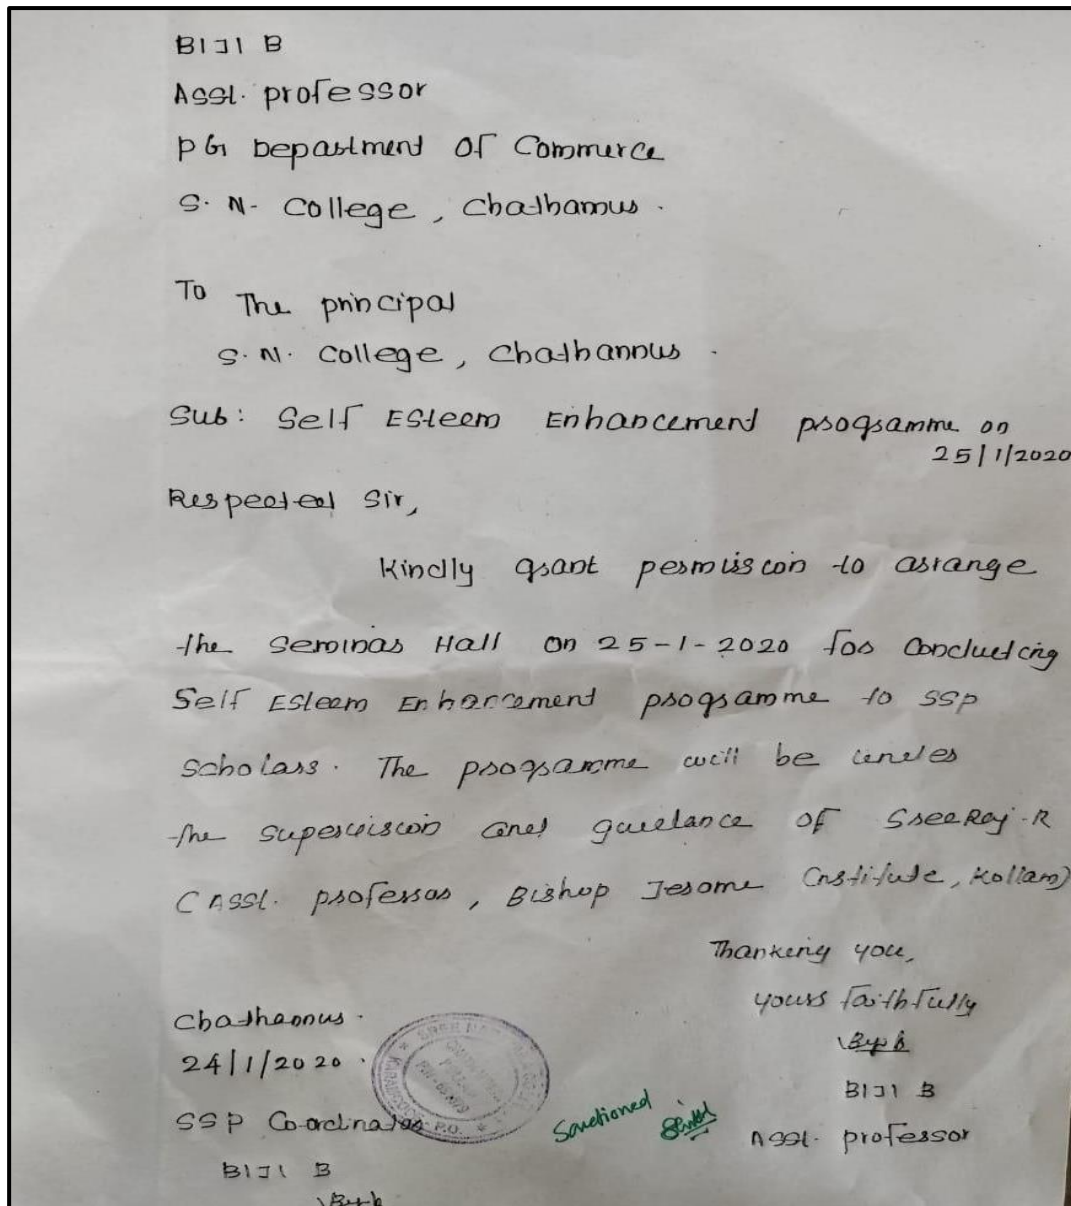 BIJI B
Asst. professor
PG Department Of Commerce
S. N. College, Chathannur.
To The principal
S. N. College, Chathannur.
Sub: Self Esteem Enhancement programme on
25/1/2020
Respected Sir,
Kindly grant permission to arrange
the Seminar Hall on 25-1-2020 for Conducting
Self Esteem Enhancement programme to SSP
Scholars. The programme will be under
the supervision and guidance of SreeRaj. R
(Asst. professor, Bishop Jerome Institute, Kollam)
Thanking you,
yours faithfully
BIJI B
Asst. professor
Chathannur.
24/1/2020.
SSP Co-ordinator
BIJI B
Sanctioned